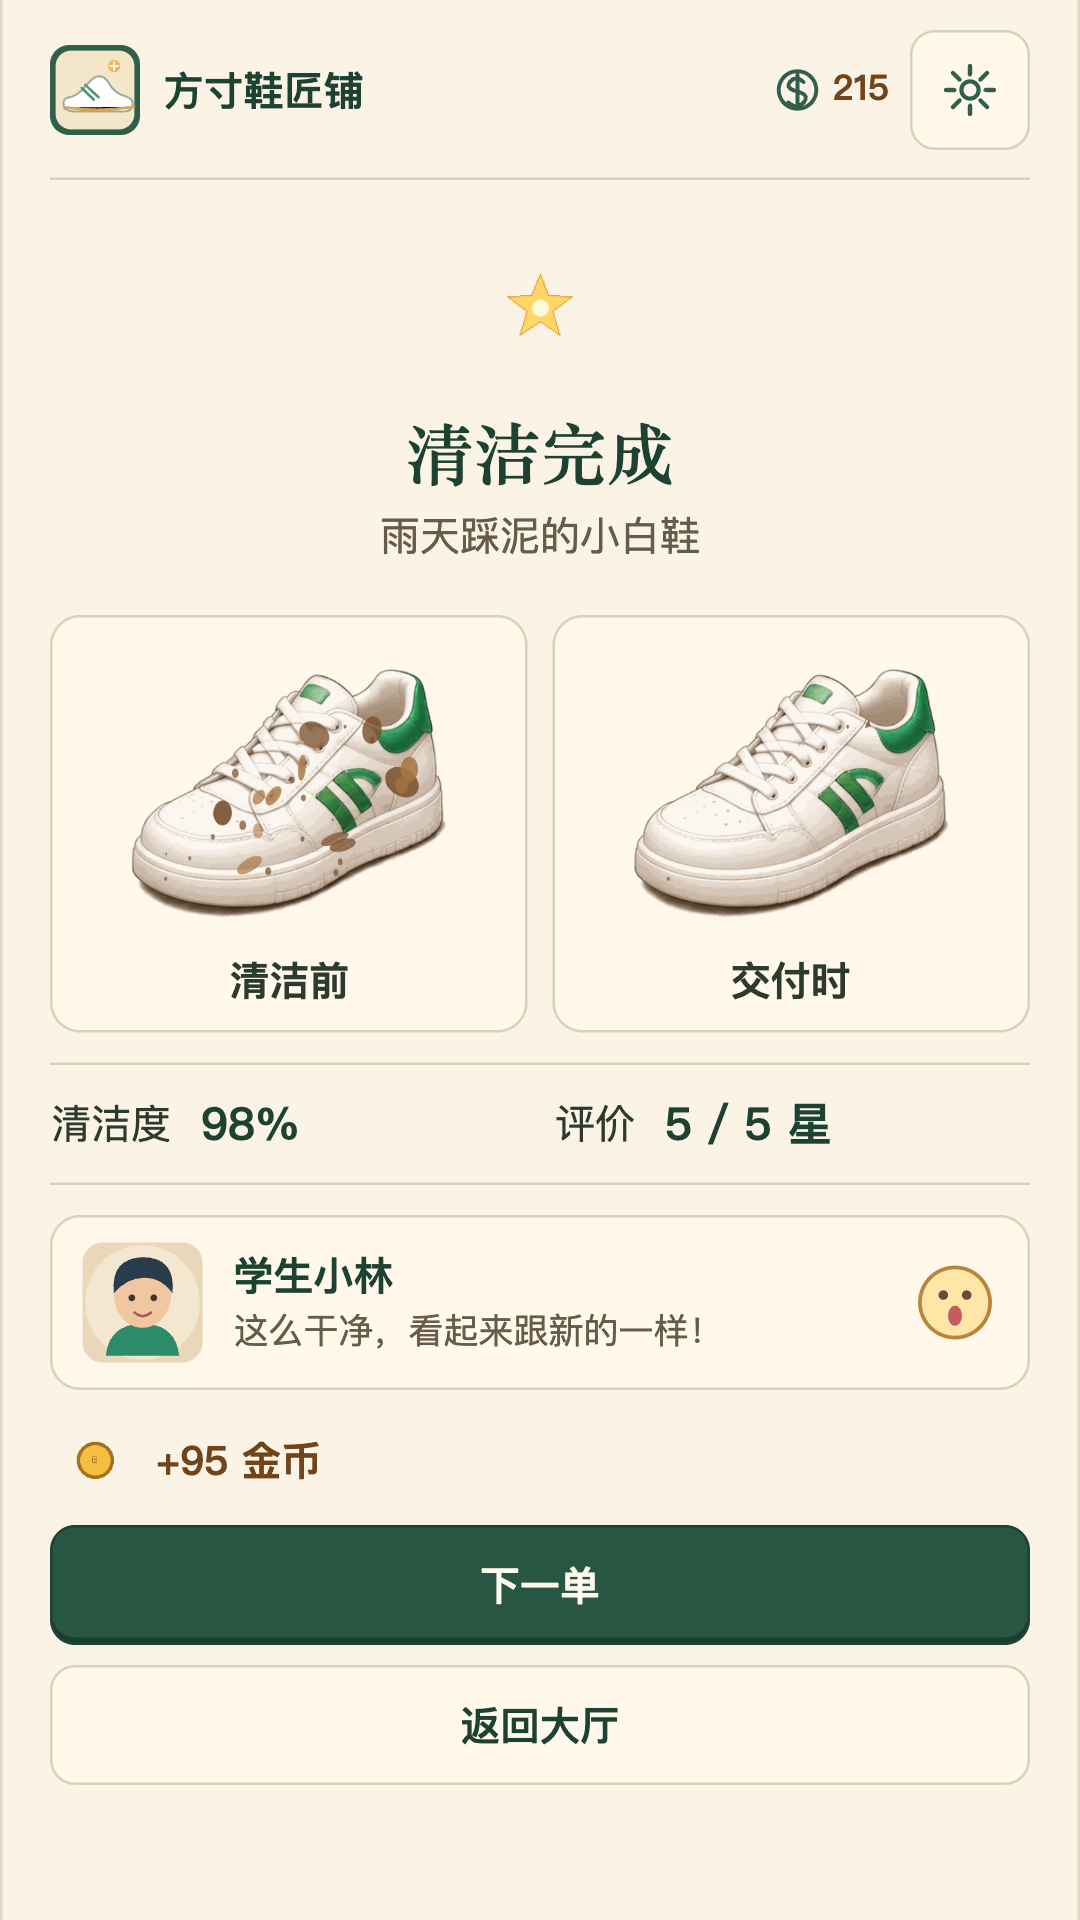 方寸鞋匠铺
215
清洁完成
雨天踩泥的小白鞋
清洁前
交付时
清洁度 98%
评价 5 / 5 星
学生小林
这么干净，看起来跟新的一样！
+95 金币
下一单
返回大厅